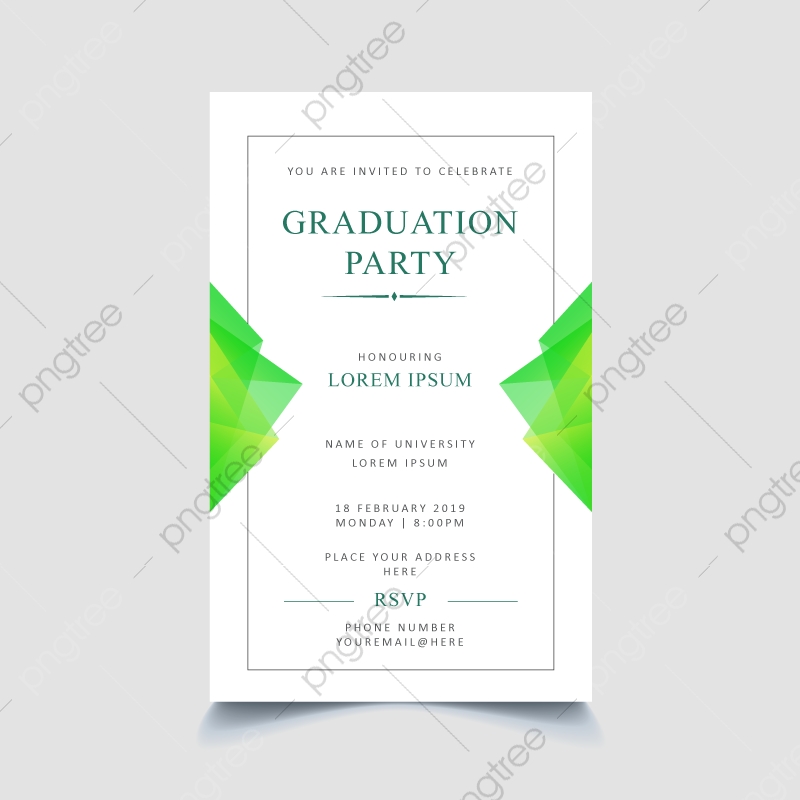 YOU ARE INVITED TO CELEBRATE
GRADUATION
PARTY
HONOURING
LOREM IPSUM
NAME OF UNIVERSITY
LOREM IPSUM
18 FEBRUARY 2019
MONDAY | 8:00PM
PLACE YOUR ADDRESS
HERE
RSVP
PHONE NUMBER
YOUREMAIL@HERE
pngtree